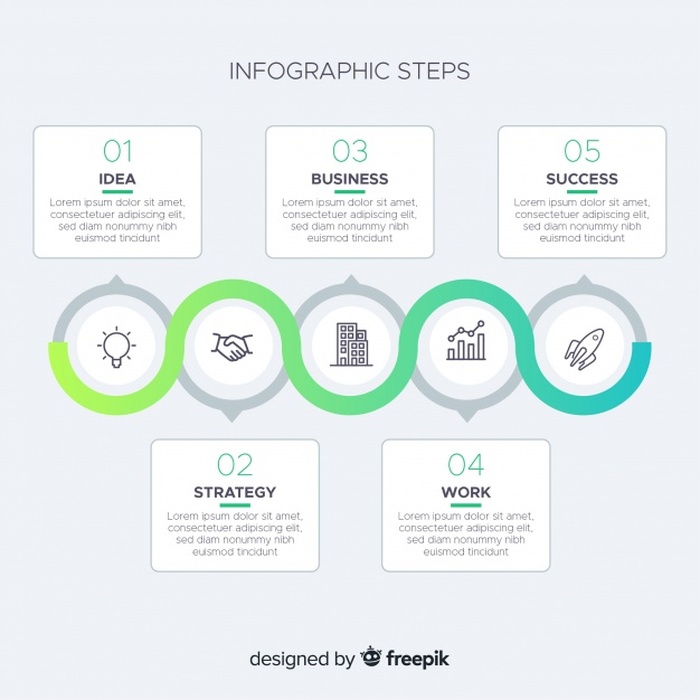 INFOGRAPHIC STEPS
01
IDEA
Lorem ipsum dolor sit amet,
consectetuer adipiscing elit,
sed diam nonummy nibh
euismod tincidunt
03
BUSINESS
Lorem ipsum dolor sit amet,
consectetuer adipiscing elit,
sed diam nonummy nibh
euismod tincidunt
05
SUCCESS
Lorem ipsum dolor sit amet,
consectetuer adipiscing elit,
sed diam nonummy nibh
euismod tincidunt
02
STRATEGY
Lorem ipsum dolor sit amet,
consectetuer adipiscing elit,
sed diam nonummy nibh
euismod tincidunt
04
WORK
Lorem ipsum dolor sit amet,
consectetuer adipiscing elit,
sed diam nonummy nibh
euismod tincidunt
designed by freepik